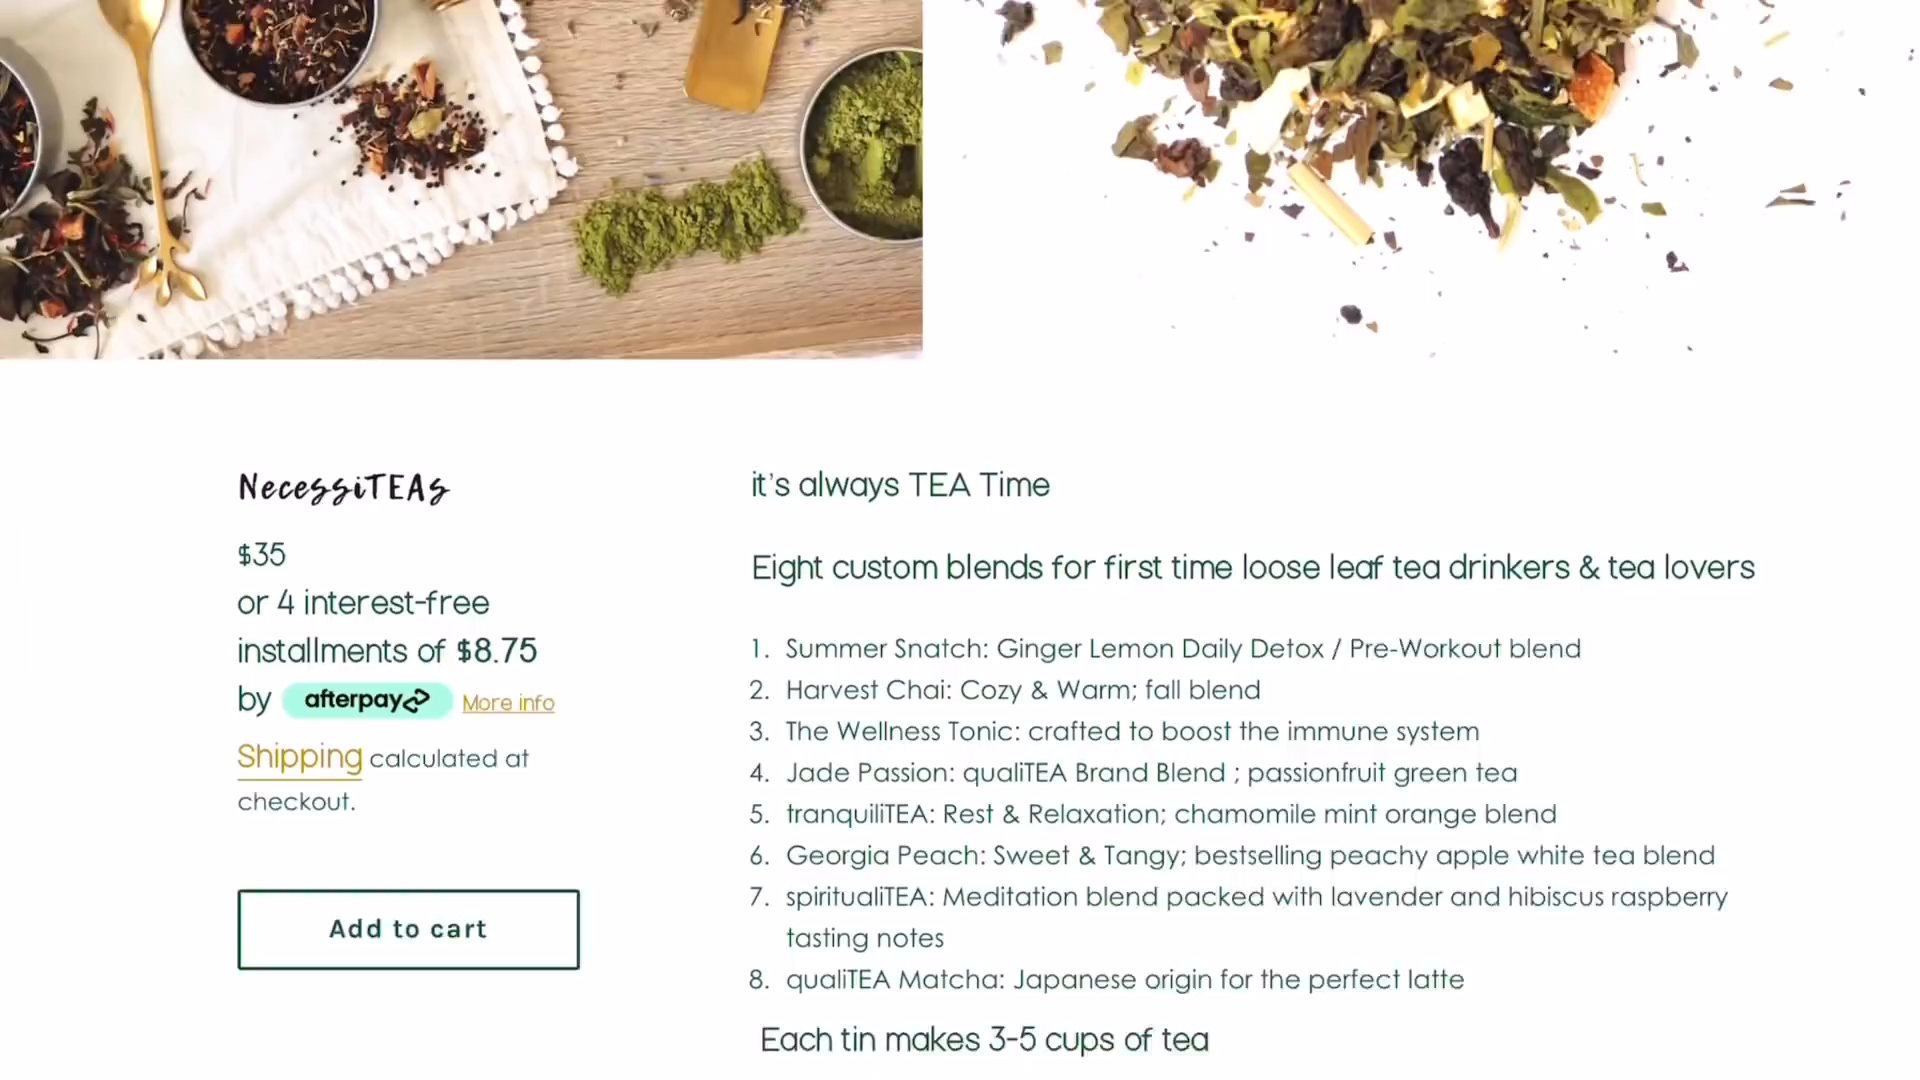 NecessiTEAs
$35
or 4 interest-free
installments of $8.75
by afterpay More info
Shipping calculated at
checkout.
Add to cart
it's always TEA Time
Eight custom blends for first time loose leaf tea drinkers & tea lovers
1. Summer Snatch: Ginger Lemon Daily Detox / Pre-Workout blend
2. Harvest Chai: Cozy & Warm; fall blend
3. The Wellness Tonic: crafted to boost the immune system
4. Jade Passion: qualiTEA Brand Blend ; passionfruit green tea
5. tranquiliTEA: Rest & Relaxation; chamomile mint orange blend
6. Georgia Peach: Sweet & Tangy; bestselling peachy apple white tea blend
7. spiritualiTEA: Meditation blend packed with lavender and hibiscus raspberry
tasting notes
8. qualiTEA Matcha: Japanese origin for the perfect latte
Each tin makes 3-5 cups of tea